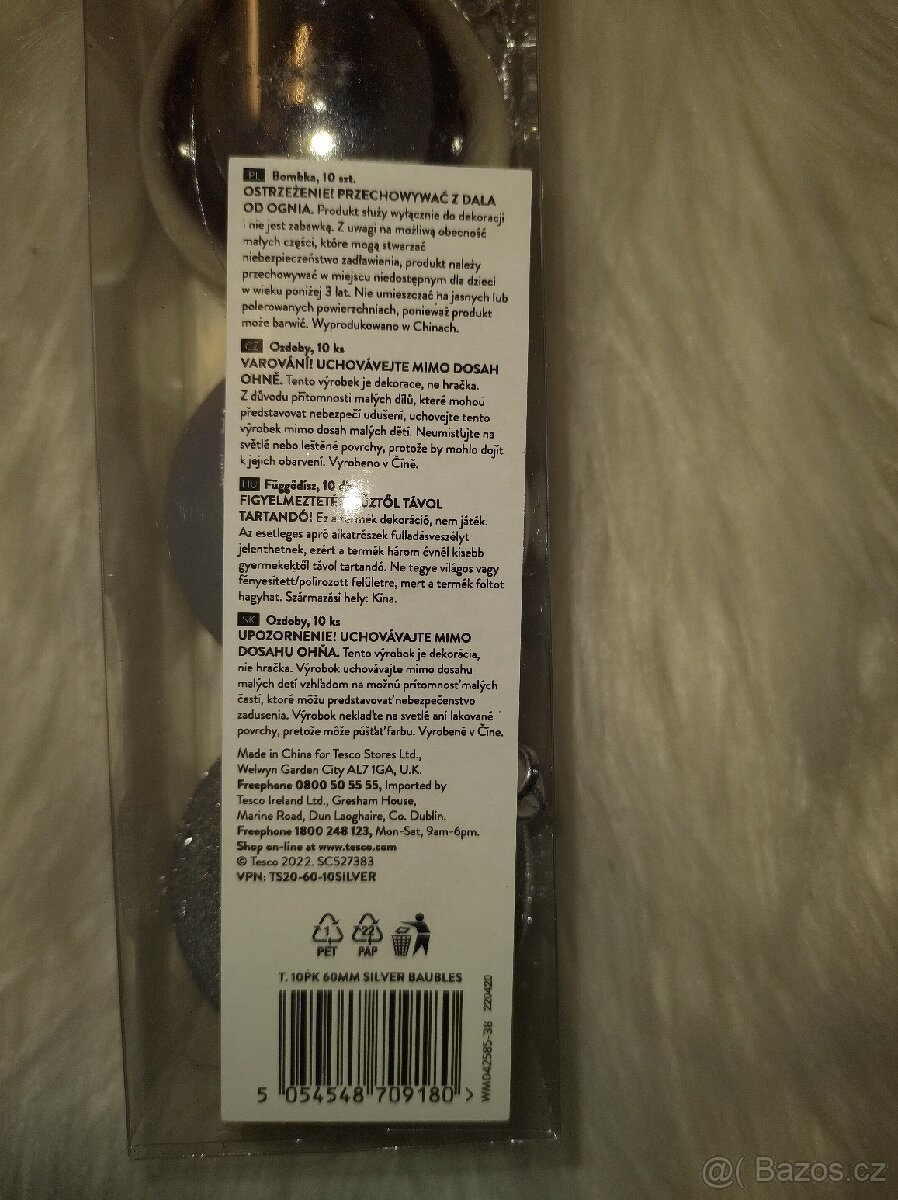 PL Bombka, 10 szt.
OSTRZEŻENIE! PRZECHOWYWAĆ Z DALA
OD OGNIA. Produkt służy wyłącznie do dekoracji
i nie jest zabawką. Z uwagi na możliwą obecność
małych części, które mogą stwarzać
niebezpieczeństwo zadławienia, produkt należy
przechowywać w miejscu niedostępnym dla dzieci
w wieku poniżej 3 lat. Nie umieszczać na jasnych lub
polerowanych powierzchniach, ponieważ produkt
może barwić. Wyprodukowano w Chinach.
CZ Ozdoby, 10 ks
VAROVÁNÍ! UCHOVÁVEJTE MIMO DOSAH
OHNĚ. Tento výrobek je dekorace, ne hračka.
Z důvodu přítomnosti malých dílů, které mohou
představovat nebezpečí udušení, uchovejte tento
výrobek mimo dosah malých dětí. Neumisťujte na
světlé nebo leštěné povrchy, protože by mohlo dojít
k jejich obarvení. Vyrobeno v Číně.
HU Függődísz, 10
TARTANDÓ! Ez a termék dekoráció, nem játék.
Az esetleges apró alkatrészek fulladásveszélyt
jelenthetnek, ezért a termék három évnél kisebb
gyermekektől távol tartandó. Ne tegye világos vagy
fényesített/polírozott felületre, mert a termék foltot
hagyhat. Származási hely: Kína.
SK Ozdoby, 10 ks
UPOZORNENIE! UCHOVÁVAJTE MIMO
DOSAHU OHŇA. Tento výrobok je dekorácia,
nie hračka. Výrobok uchovávajte mimo dosahu
malých detí vzhľadom na možnú prítomnosť malých
častí, ktoré môžu predstavovať nebezpečenstvo
zadusenia. Výrobok neklaďte na svetlé ani lakované
povrchy, pretože môže púšťať farbu. Vyrobené v Číne.
Made in China for Tesco Stores Ltd.,
Welwyn Garden City AL7 1GA, U.K.
Freephone 0800 50 55 55, Imported by
Tesco Ireland Ltd., Gresham House,
Marine Road, Dun Laoghaire, Co. Dublin.
Freephone 1800 248 123, Mon-Sat, 9am-6pm.
Shop on-line at www.tesco.com
© Tesco 2022. SC527383
VPN: TS20-60-10SILVER
1 22
PET PAP
T. 10PK 60MM SILVER BAUBLES
5 054548 709180 >
WM042585-38 220420
@( Bazos.cz